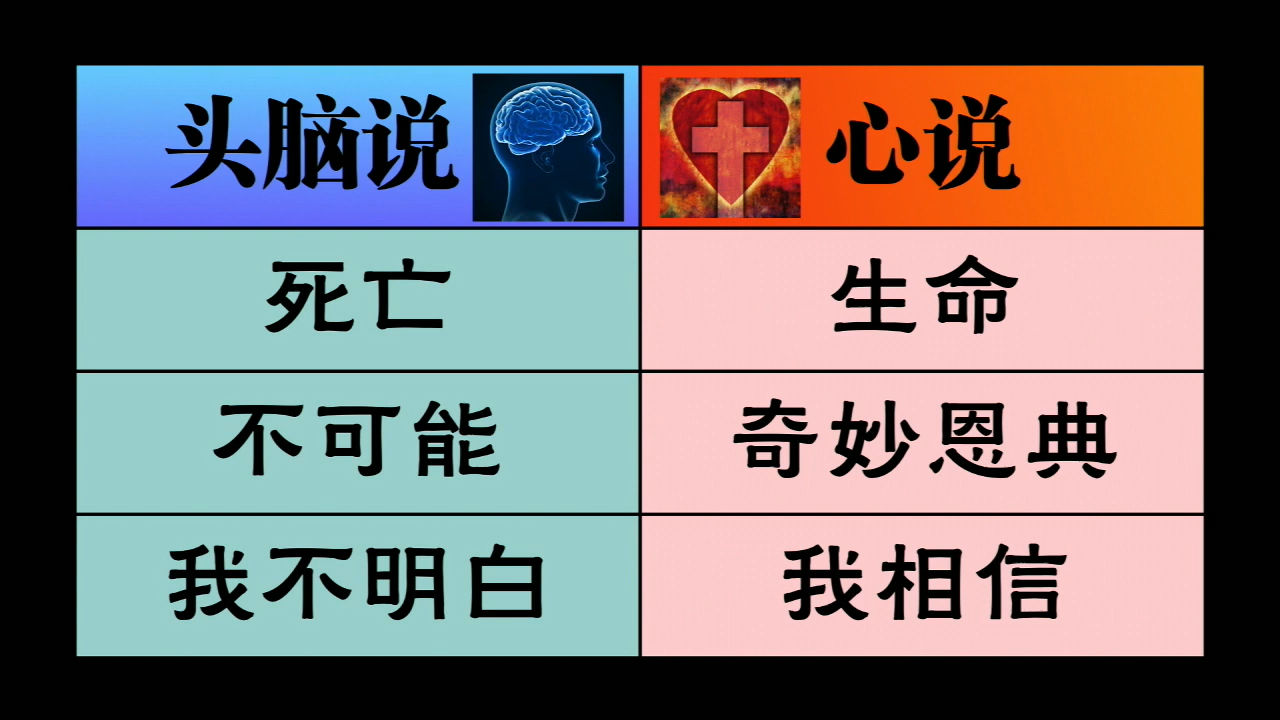 头脑说 心说
死亡 生命
不可能 奇妙恩典
我不明白 我相信